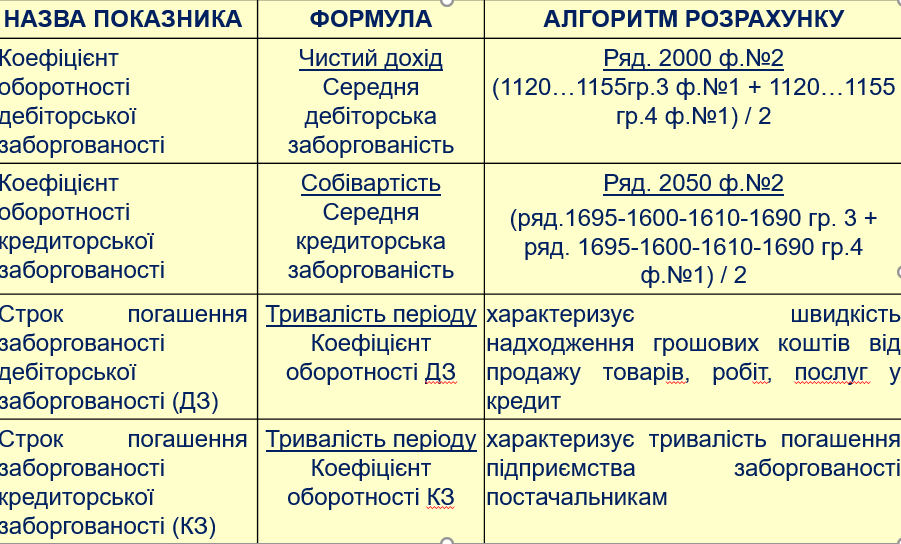 НАЗВА ПОКАЗНИКА
ФОРМУЛА
АЛГОРИТМ РОЗРАХУНКУ
Коефіцієнт
оборотності
дебіторської
заборгованості
Чистий дохід
Середня
дебіторська
заборгованість
Ряд. 2000 ф.№2
(1120…1155гр.3 ф.№1 + 1120…1155
гр.4 ф.№1) / 2
Коефіцієнт
оборотності
кредиторської
заборгованості
Собівартість
Середня
кредиторська
заборгованість
Ряд. 2050 ф.№2
(ряд.1695-1600-1610-1690 гр. 3 +
ряд. 1695-1600-1610-1690 гр.4
ф.№1) / 2
Строк погашення
заборгованості
дебіторської
заборгованості (ДЗ)
Тривалість періоду
Коефіцієнт
оборотності ДЗ
характеризує швидкість
надходження грошових коштів від
продажу товарів, робіт, послуг у
кредит
Строк погашення
заборгованості
кредиторської
заборгованості (КЗ)
Тривалість періоду
Коефіцієнт
оборотності КЗ
характеризує тривалість погашення
підприємства заборгованості
постачальникам